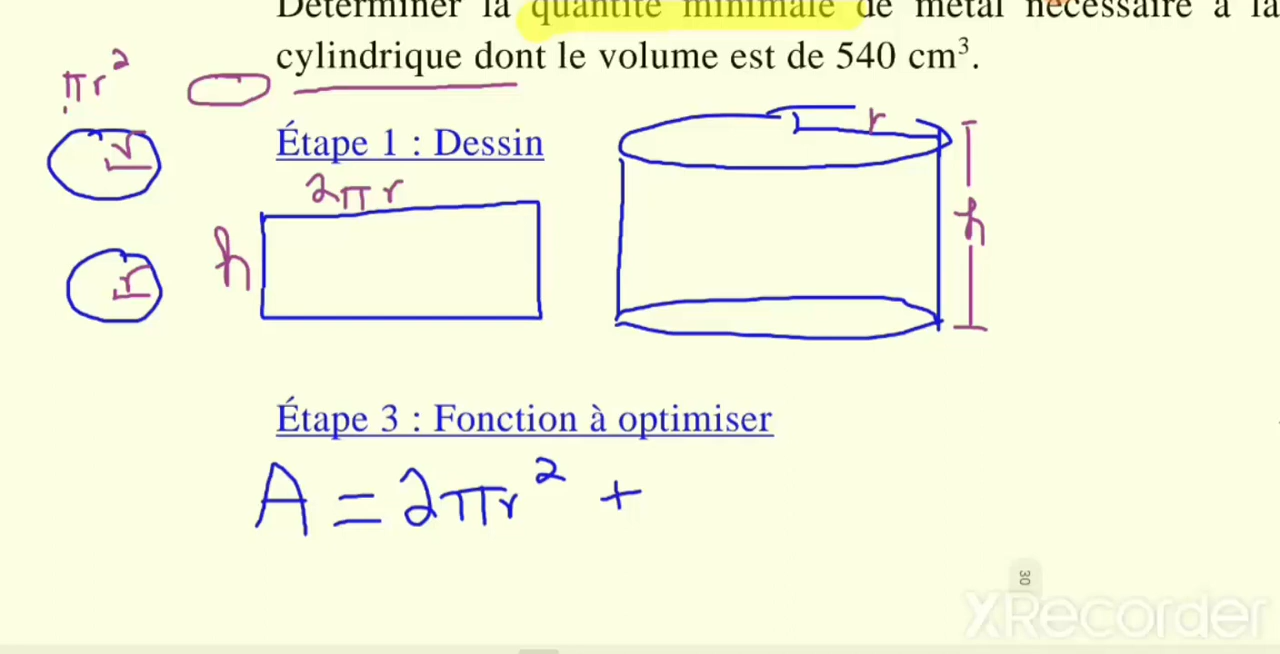 Déterminer la quantité minimale de métal nécessaire à la
cylindrique dont le volume est de 540 cm³.
πr²
r
Étape 1 : Dessin
r
2πr
h
h
r
Étape 3 : Fonction à optimiser
A = 2πr² +
30
XRecorder